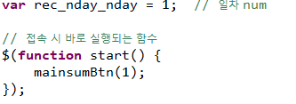 var rec_nday_nday = 1;  // 일차 num
// 접속 시 바로 실행되는 함수
$(function start() {
    mainsumBtn(1);
});